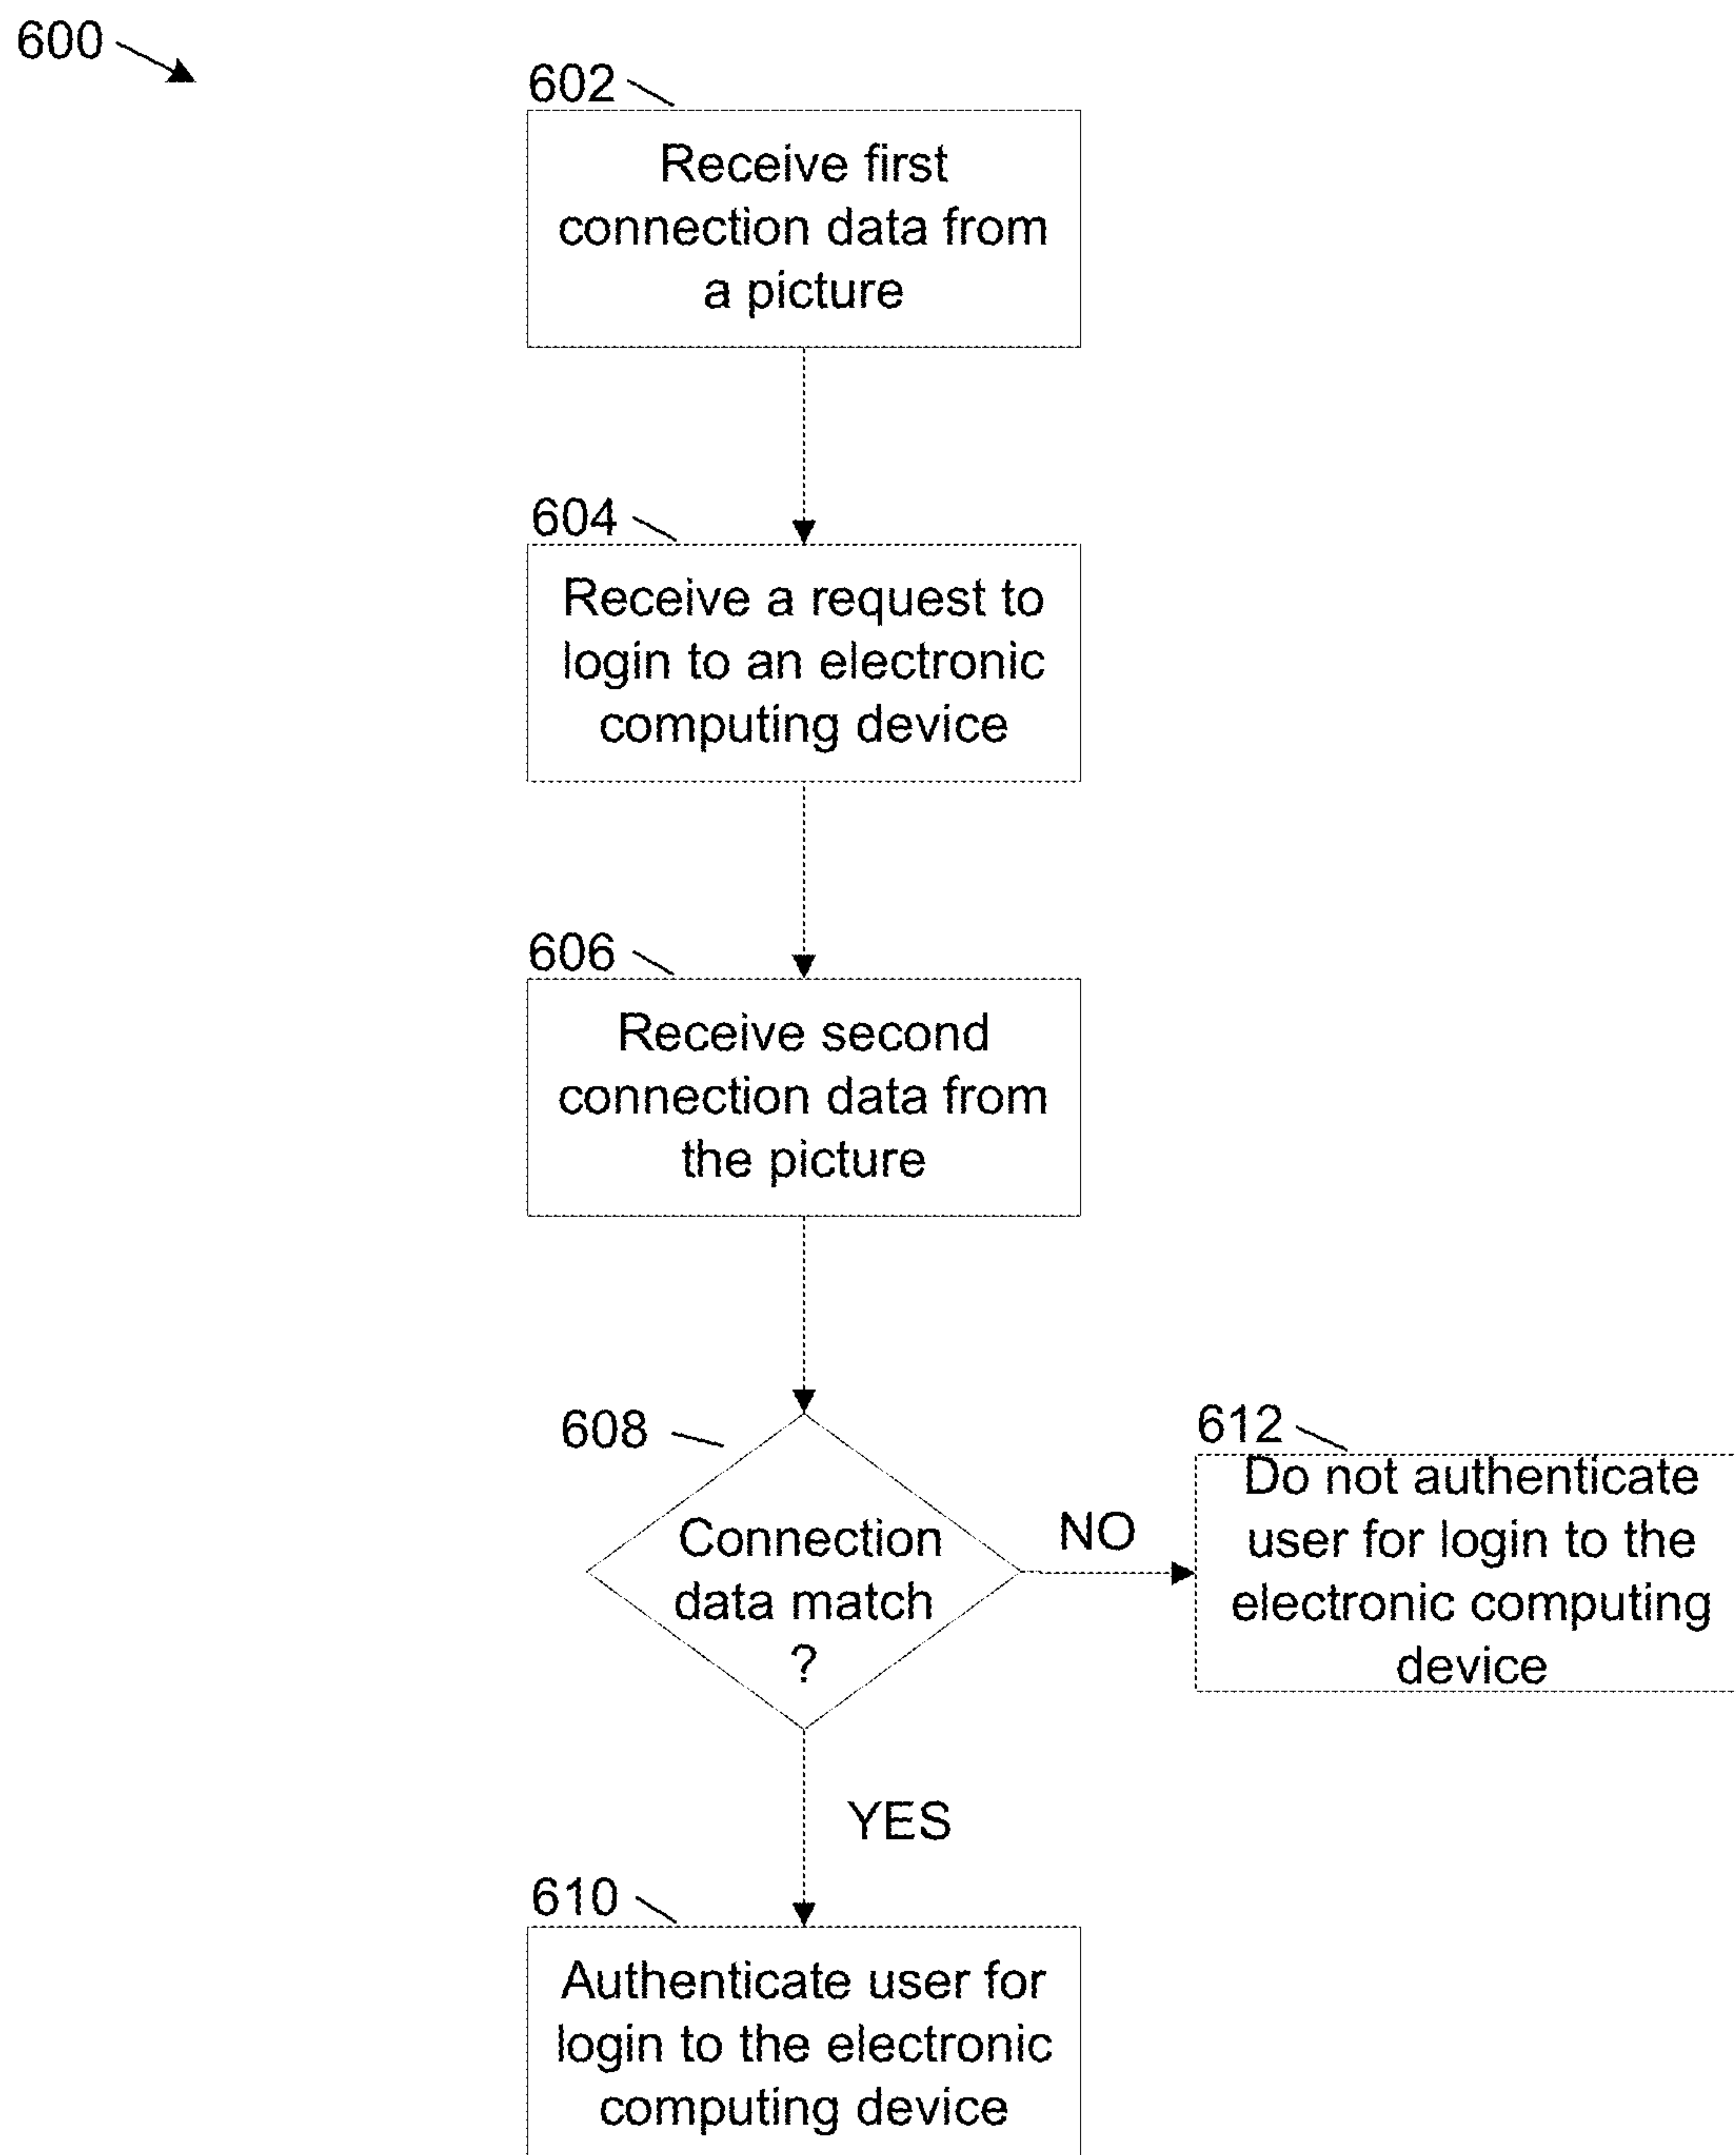 600
602
Receive first
connection data from
a picture
604
Receive a request to
login to an electronic
computing device
606
Receive second
connection data from
the picture
608
Connection
data match
?
NO
612
Do not authenticate
user for login to the
electronic computing
device
YES
610
Authenticate user for
login to the electronic
computing device